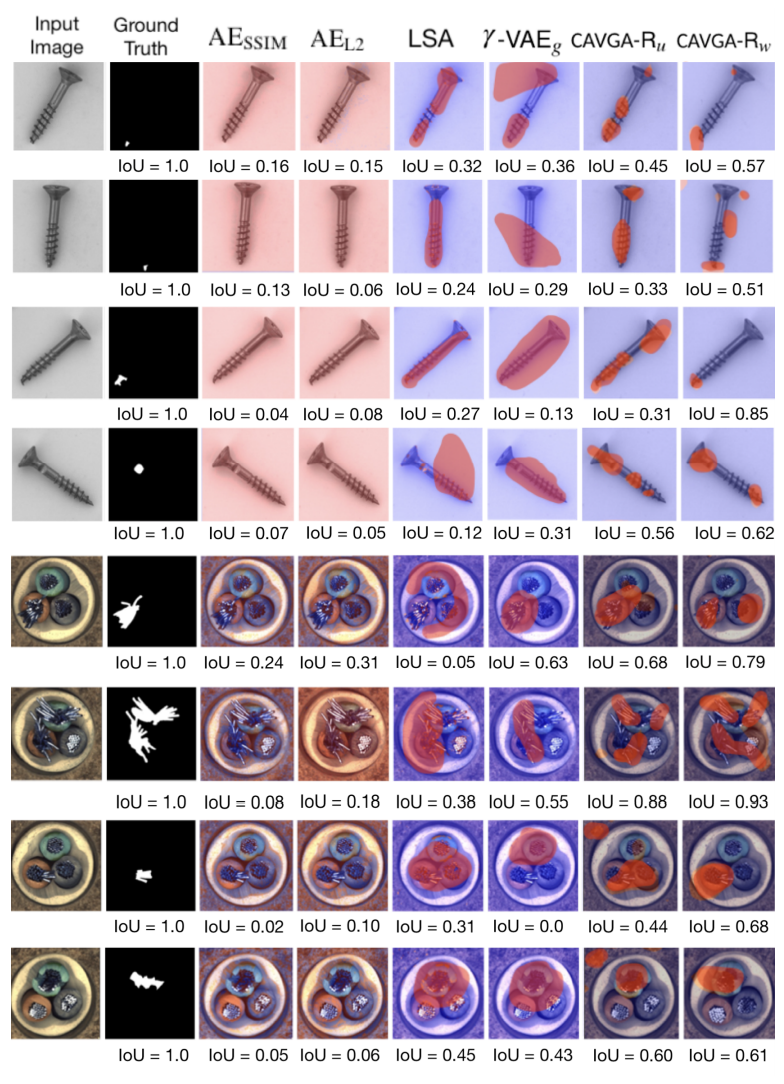 Input Image Ground Truth AE_SSIM AE_L2 LSA γ-VAE_g CAVGA-R_u CAVGA-R_w
IoU = 1.0 IoU = 0.16 IoU = 0.15 IoU = 0.32 IoU = 0.36 IoU = 0.45 IoU = 0.57
IoU = 1.0 IoU = 0.13 IoU = 0.06 IoU = 0.24 IoU = 0.29 IoU = 0.33 IoU = 0.51
IoU = 1.0 IoU = 0.04 IoU = 0.08 IoU = 0.27 IoU = 0.13 IoU = 0.31 IoU = 0.85
IoU = 1.0 IoU = 0.07 IoU = 0.05 IoU = 0.12 IoU = 0.31 IoU = 0.56 IoU = 0.62
IoU = 1.0 IoU = 0.24 IoU = 0.31 IoU = 0.05 IoU = 0.63 IoU = 0.68 IoU = 0.79
IoU = 1.0 IoU = 0.08 IoU = 0.18 IoU = 0.38 IoU = 0.55 IoU = 0.88 IoU = 0.93
IoU = 1.0 IoU = 0.02 IoU = 0.10 IoU = 0.31 IoU = 0.0 IoU = 0.44 IoU = 0.68
IoU = 1.0 IoU = 0.05 IoU = 0.06 IoU = 0.45 IoU = 0.43 IoU = 0.60 IoU = 0.61